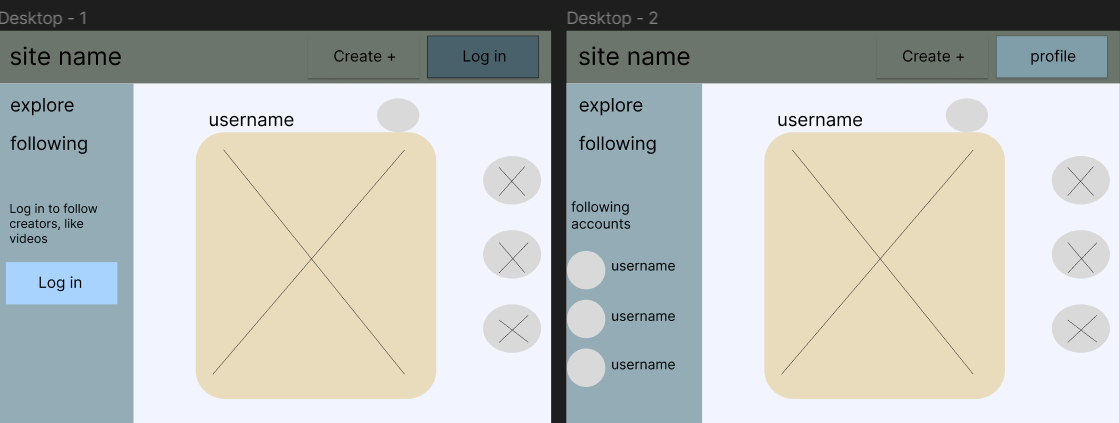 Desktop - 1
site name
Create +
Log in
explore
following
Log in to follow
creators, like
videos
Log in
username
Desktop - 2
site name
Create +
profile
explore
following
following
accounts
username
username
username
username